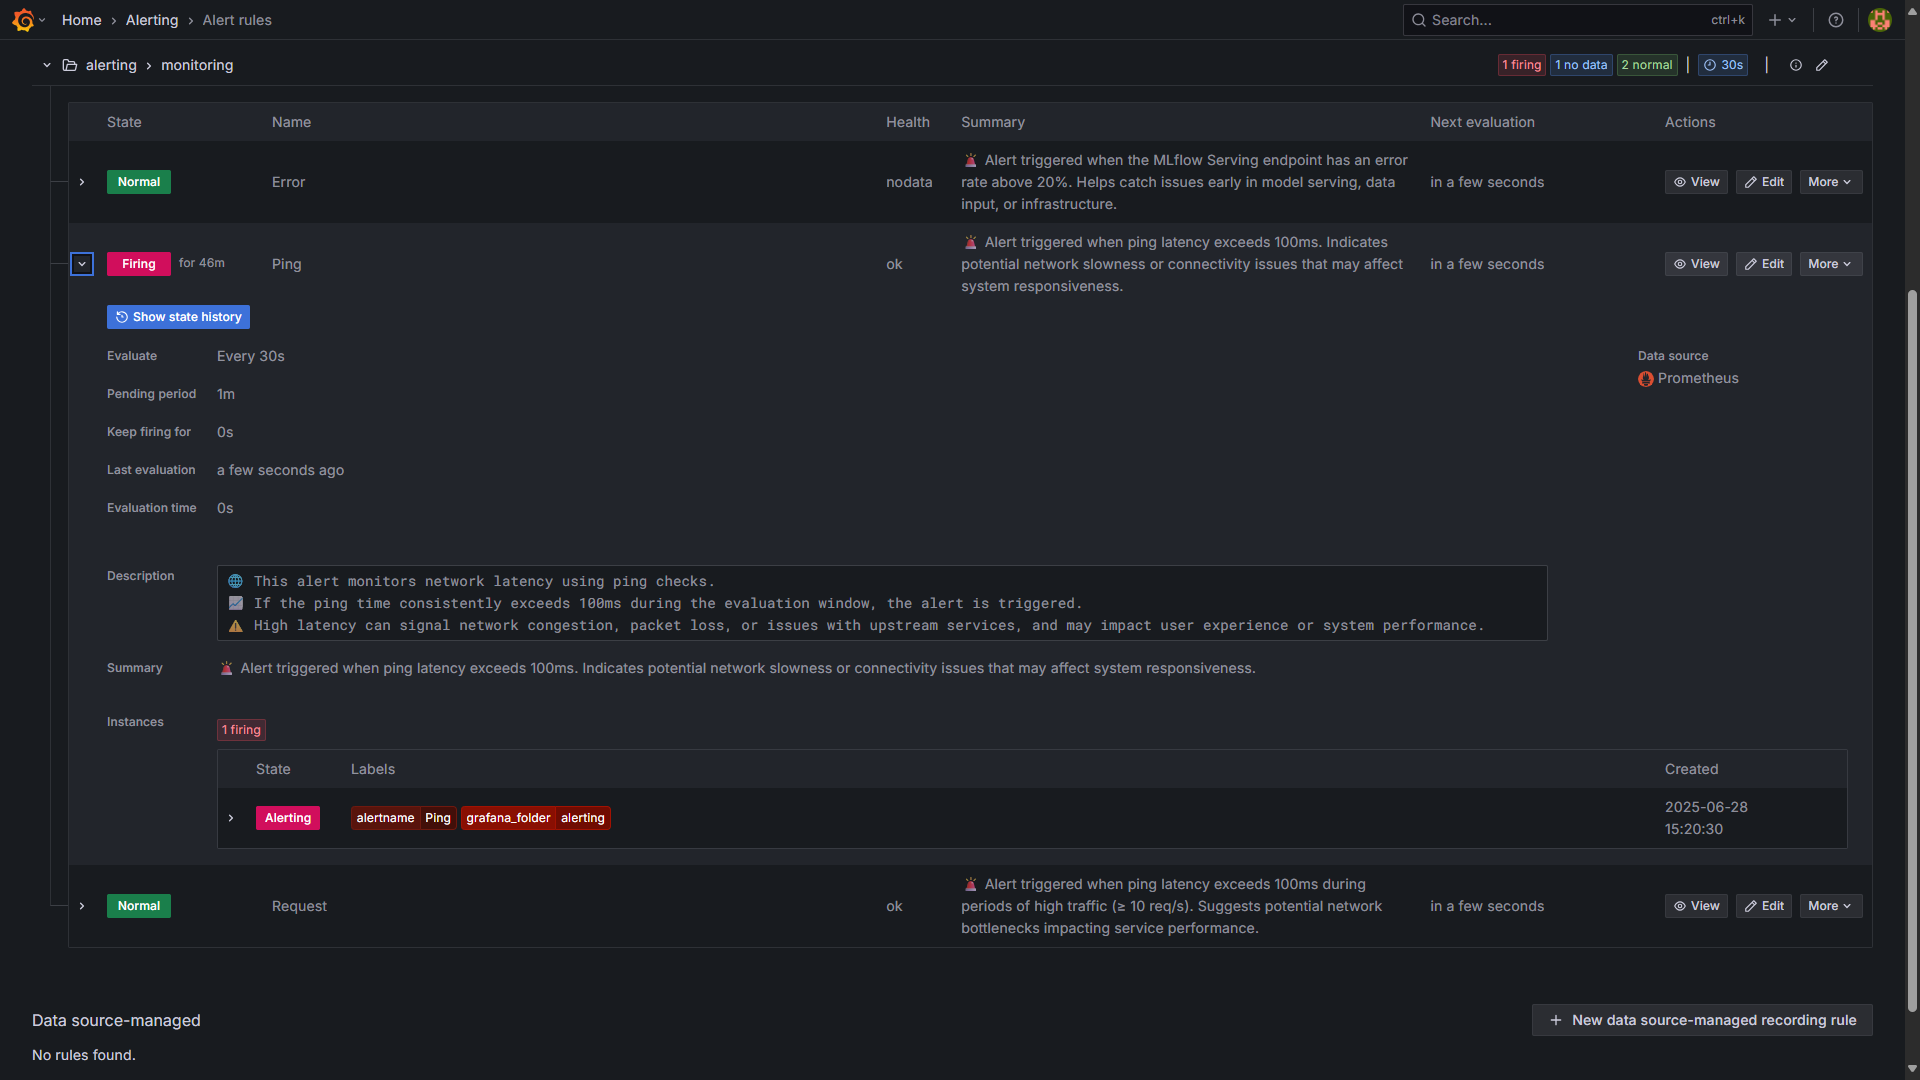 Home › Alerting › Alert rules
Search... ctrl+k
alerting › monitoring
1 firing 1 no data 2 normal 30s
State Name Health Summary Next evaluation Actions
Normal Error nodata 🚨 Alert triggered when the MLflow Serving endpoint has an error
rate above 20%. Helps catch issues early in model serving, data
input, or infrastructure.
in a few seconds View Edit More
Firing for 46m Ping ok 🚨 Alert triggered when ping latency exceeds 100ms. Indicates
potential network slowness or connectivity issues that may affect
system responsiveness.
in a few seconds View Edit More
Show state history
Evaluate Every 30s
Data source
Prometheus
Pending period 1m
Keep firing for 0s
Last evaluation a few seconds ago
Evaluation time 0s
Description 🌐 This alert monitors network latency using ping checks.
📈 If the ping time consistently exceeds 100ms during the evaluation window, the alert is triggered.
⚠️ High latency can signal network congestion, packet loss, or issues with upstream services, and may impact user experience or system performance.
Summary 🚨 Alert triggered when ping latency exceeds 100ms. Indicates potential network slowness or connectivity issues that may affect system responsiveness.
Instances 1 firing
State Labels Created
Alerting alertname Ping grafana_folder alerting 2025-06-28
15:20:30
Normal Request ok 🚨 Alert triggered when ping latency exceeds 100ms during
periods of high traffic (≥ 10 req/s). Suggests potential network
bottlenecks impacting service performance.
in a few seconds View Edit More
Data source-managed
New data source-managed recording rule
No rules found.